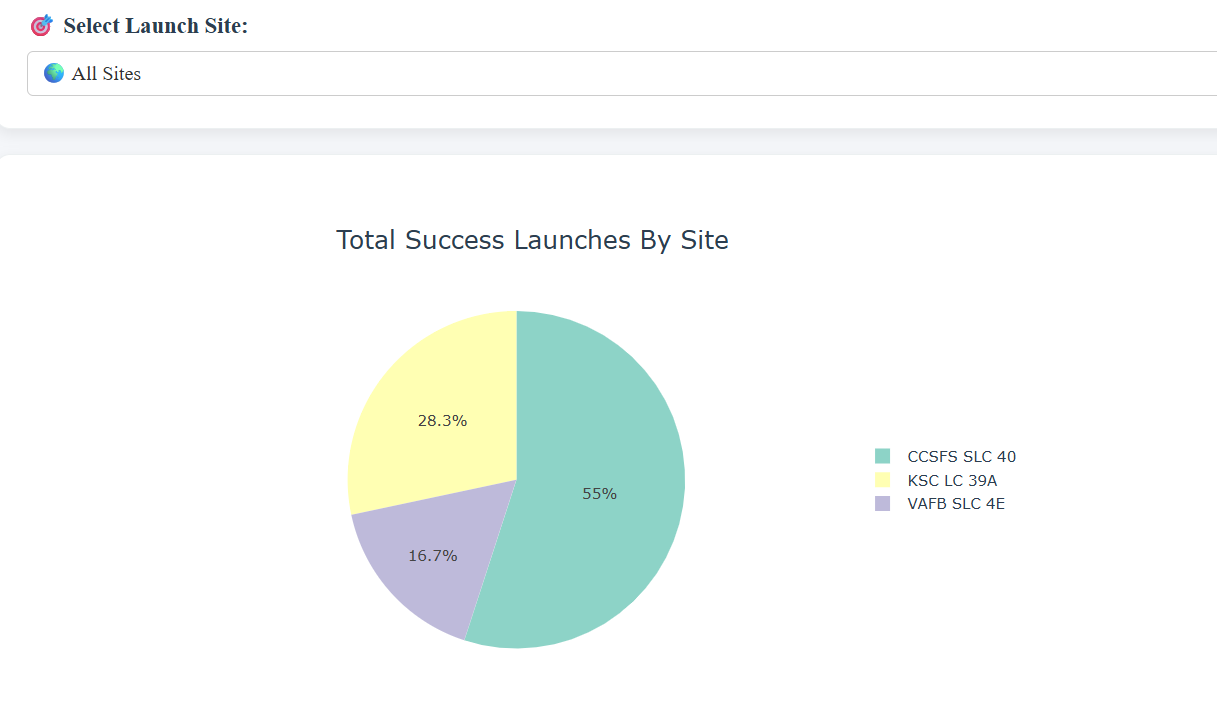 Select Launch Site:
All Sites
Total Success Launches By Site
28.3%
55%
16.7%
CCSFS SLC 40
KSC LC 39A
VAFB SLC 4E